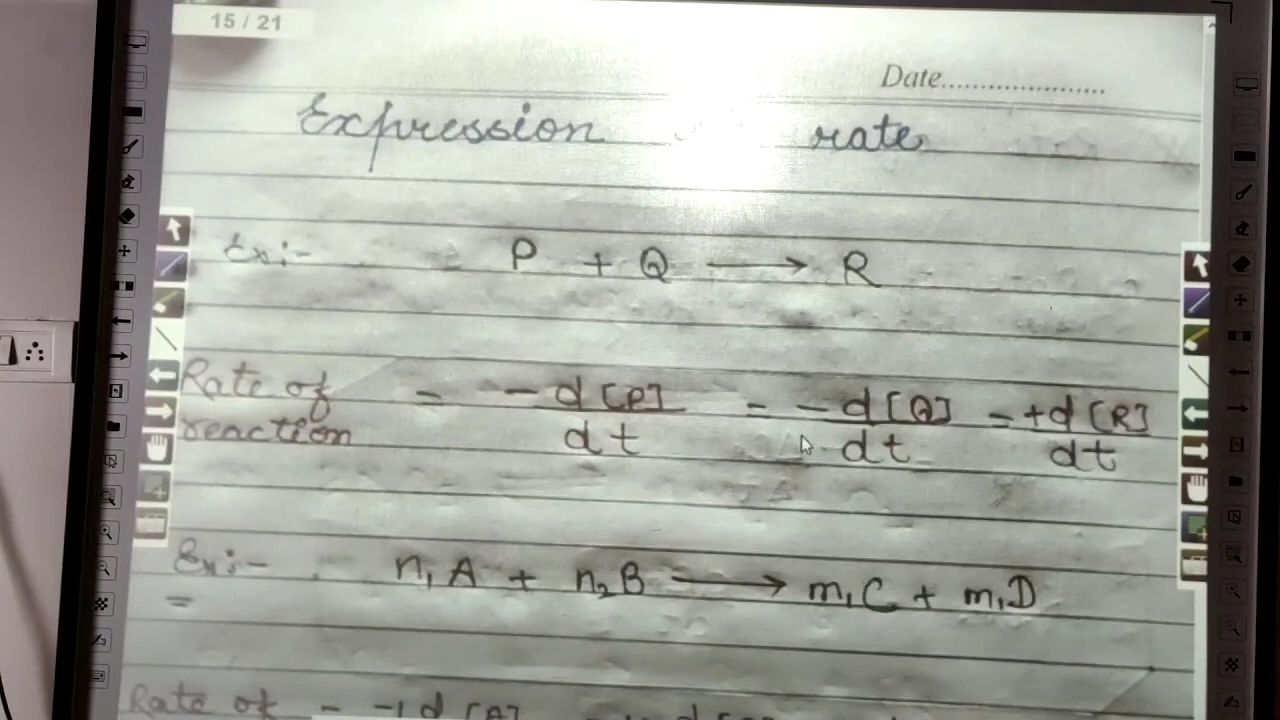 15 / 21
Date.....................
Expression rate
Ex:- P + Q ⟶ R
Rate of reaction = - d[P]/dt = - d[Q]/dt = + d[R]/dt
Ex:- n₁A + n₂B ⟶ m₁C + m₁D
Rate of = -1 d[A]